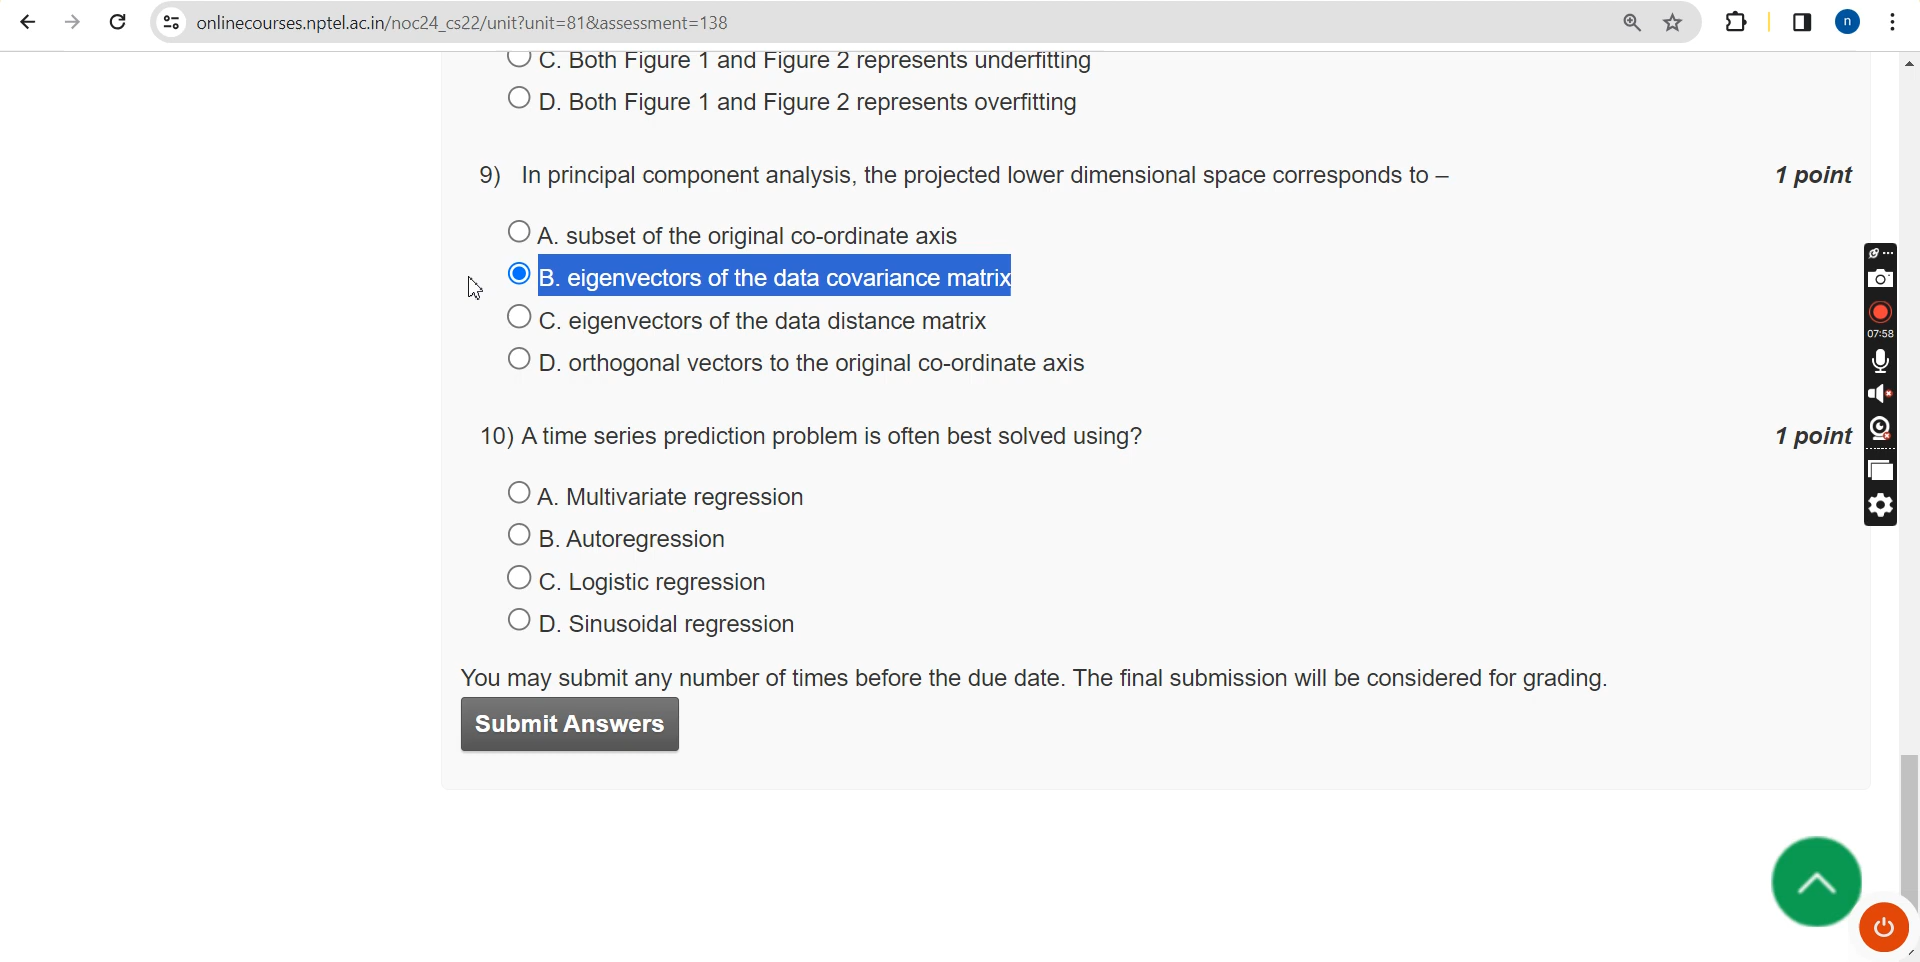 onlinecourses.nptel.ac.in/noc24_cs22/unit?unit=81&assessment=138
n
C. Both Figure 1 and Figure 2 represents underfitting
D. Both Figure 1 and Figure 2 represents overfitting
9) In principal component analysis, the projected lower dimensional space corresponds to – 1 point
A. subset of the original co-ordinate axis
B. eigenvectors of the data covariance matrix
C. eigenvectors of the data distance matrix
07:58
D. orthogonal vectors to the original co-ordinate axis
10) A time series prediction problem is often best solved using? 1 point
A. Multivariate regression
B. Autoregression
C. Logistic regression
D. Sinusoidal regression
You may submit any number of times before the due date. The final submission will be considered for grading.
Submit Answers